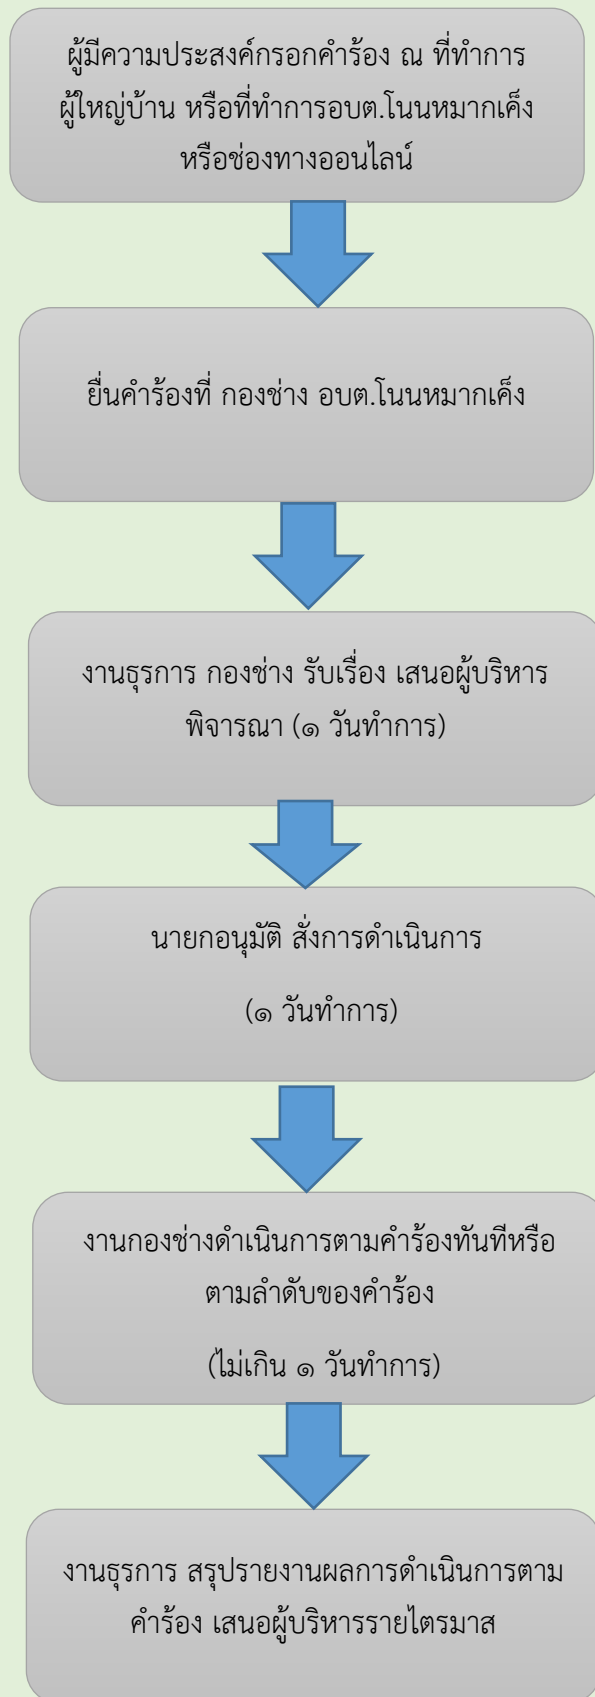 ผู้มีความประสงค์กรอกคำร้อง ณ ที่ทำการ
ผู้ใหญ่บ้าน หรือที่ทำการอบต.โนนหมากเค็ง
หรือช่องทางออนไลน์
ยื่นคำร้องที่ กองช่าง อบต.โนนหมากเค็ง
งานธุรการ กองช่าง รับเรื่อง เสนอผู้บริหาร
พิจารณา (๑ วันทำการ)
นายกอนุมัติ สั่งการดำเนินการ
(๑ วันทำการ)
งานกองช่างดำเนินการตามคำร้องทันทีหรือ
ตามลำดับของคำร้อง
(ไม่เกิน ๑ วันทำการ)
งานธุรการ สรุปรายงานผลการดำเนินการตาม
คำร้อง เสนอผู้บริหารรายไตรมาส